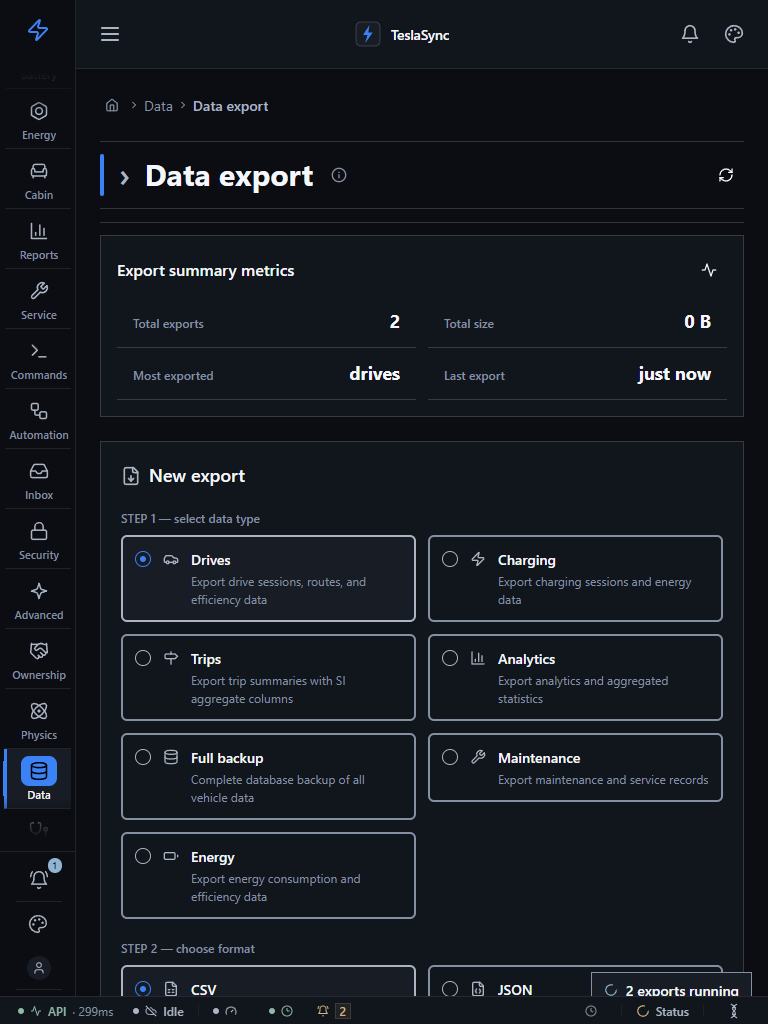 TeslaSync
Battery
Energy
Cabin
Reports
Service
Commands
Automation
Inbox
Security
Advanced
Ownership
Physics
Data
1
Data
Data export
Data export
Export summary metrics
Total exports
2
Total size
0 B
Most exported
drives
Last export
just now
New export
STEP 1 — select data type
Drives
Export drive sessions, routes, and
efficiency data
Charging
Export charging sessions and energy
data
Trips
Export trip summaries with SI
aggregate columns
Analytics
Export analytics and aggregated
statistics
Full backup
Complete database backup of all
vehicle data
Maintenance
Export maintenance and service records
Energy
Export energy consumption and
efficiency data
STEP 2 — choose format
CSV
JSON
2 exports running
API · 299ms
Idle
2
Status